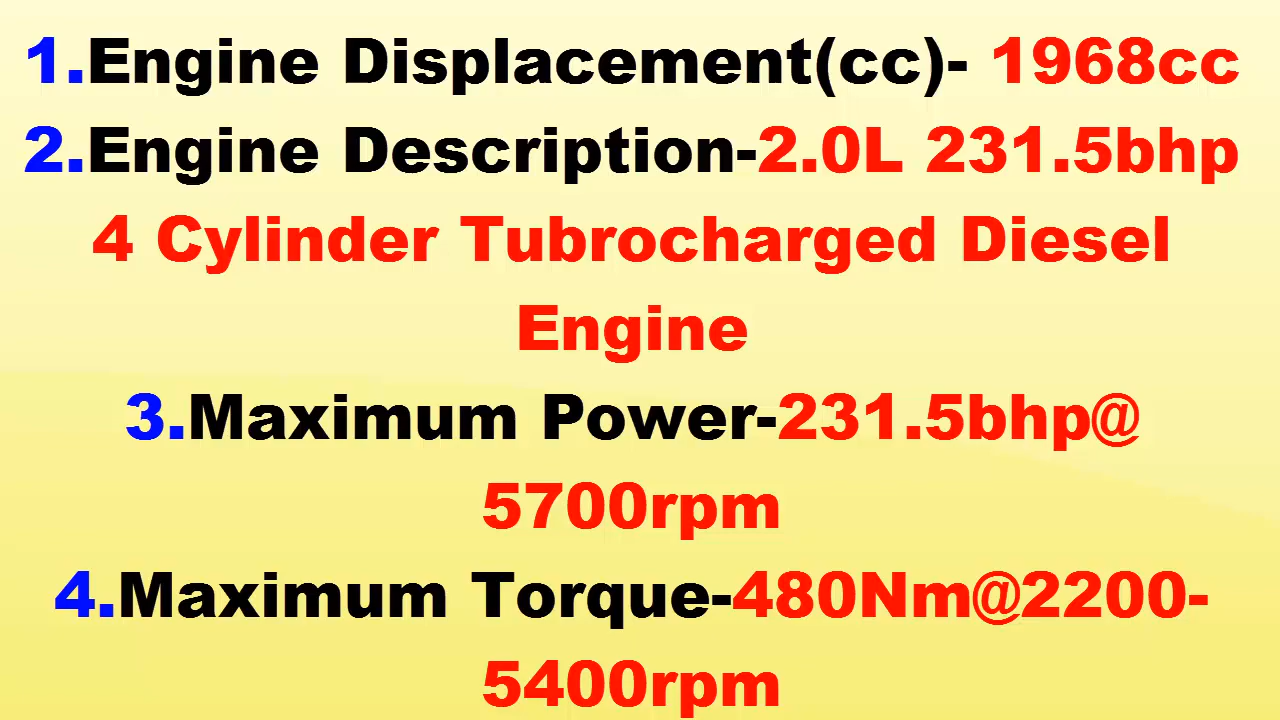 1.Engine Displacement(cc)- 1968cc
2.Engine Description-2.0L 231.5bhp
4 Cylinder Tubrocharged Diesel
Engine
3.Maximum Power-231.5bhp@
5700rpm
4.Maximum Torque-480Nm@2200-
5400rpm